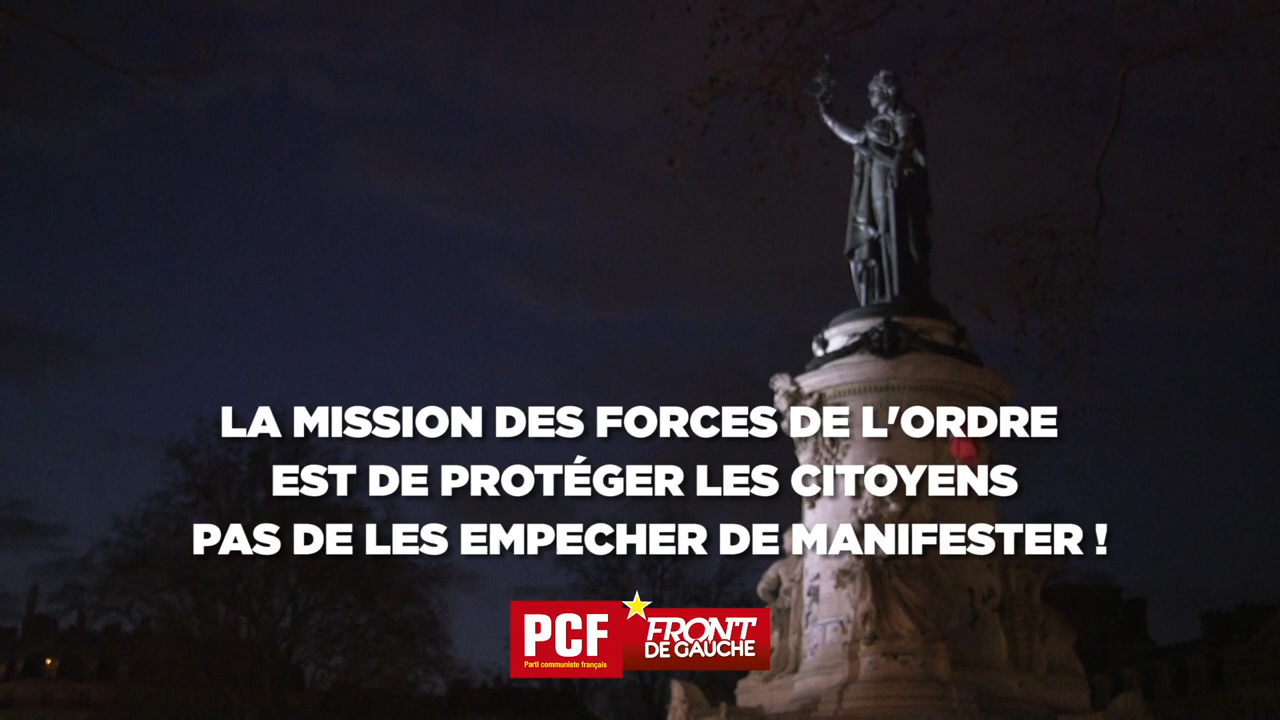 LA MISSION DES FORCES DE L'ORDRE
EST DE PROTÉGER LES CITOYENS
PAS DE LES EMPECHER DE MANIFESTER !
PCF
Parti communiste français
FRONT
DE GAUCHE